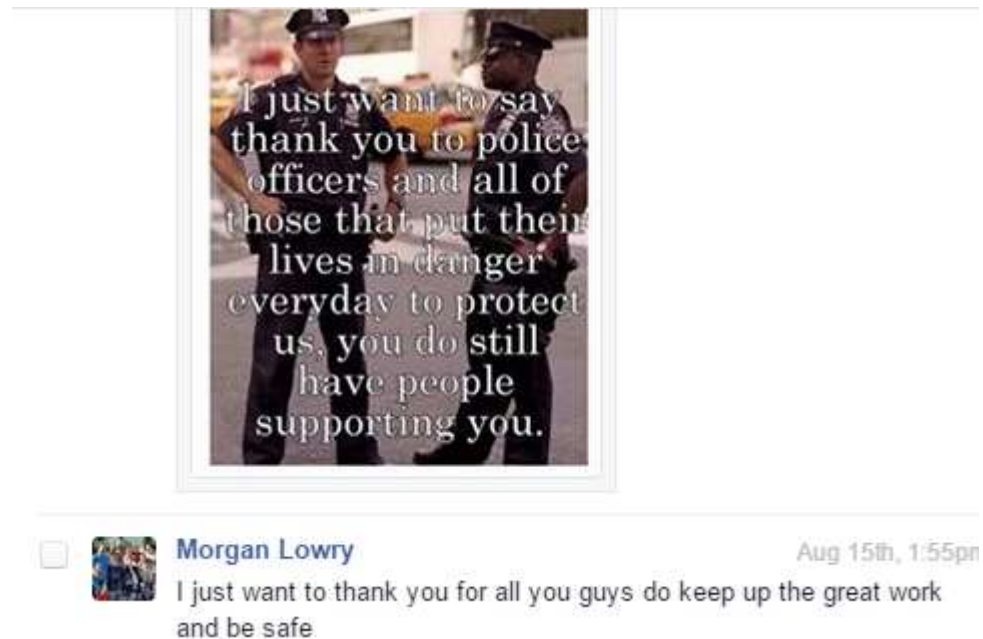 I just want to say
thank you to police
officers and all of
those that put their
lives in danger
everyday to protect
us, you do still
have people
supporting you.
Morgan Lowry
Aug 15th, 1:55pm
I just want to thank you for all you guys do keep up the great work
and be safe